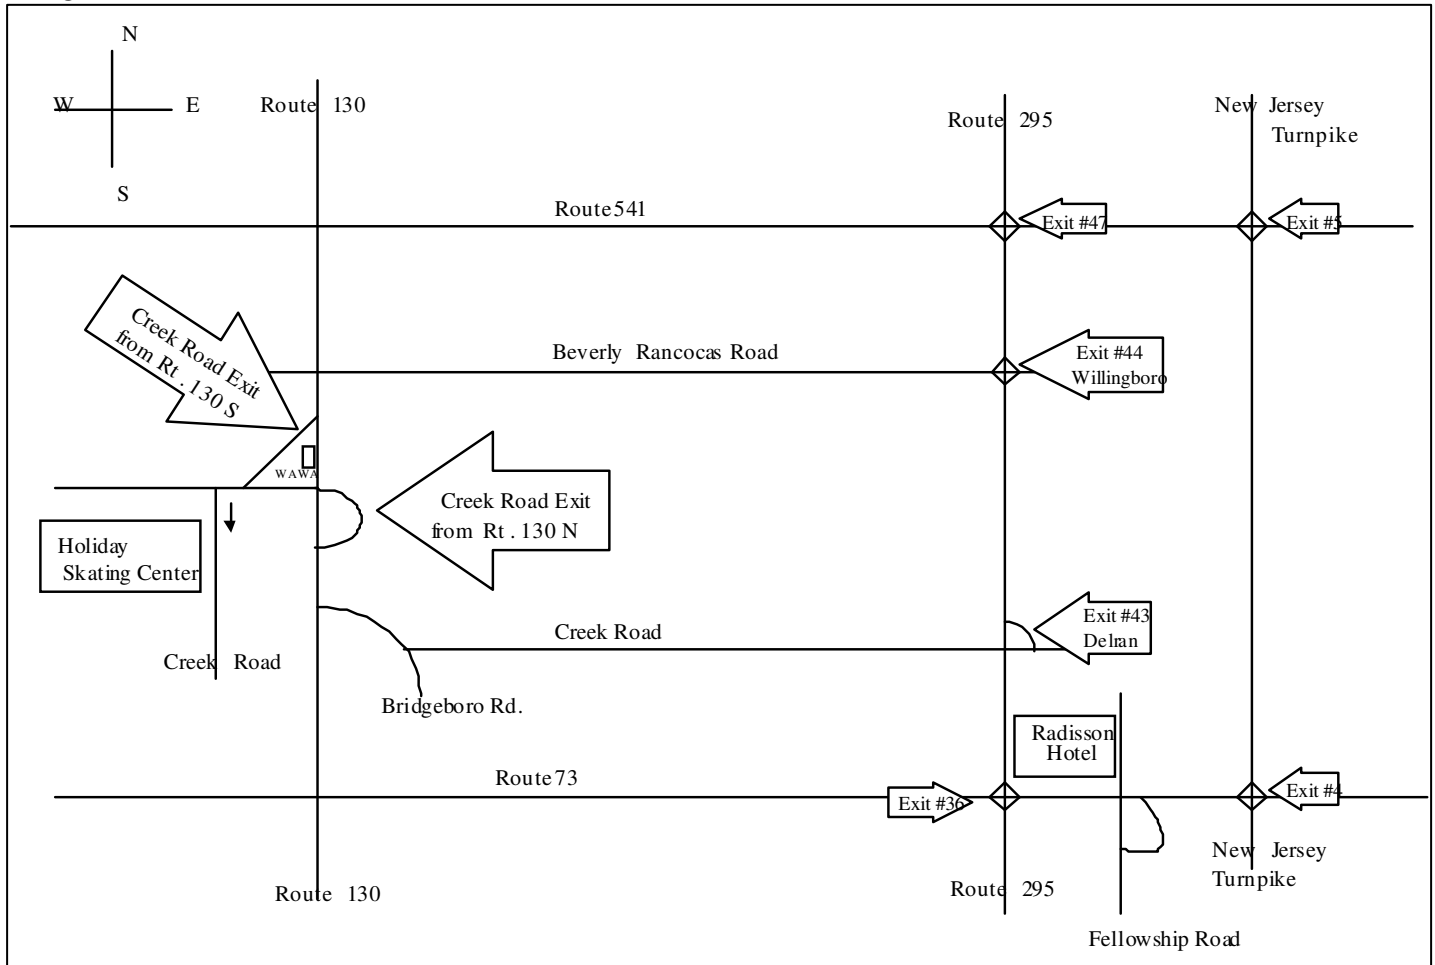 N
W E
S
Route 130
Route 295
New Jersey
Turnpike
Route 541
Exit #47
Exit #5
Creek Road Exit
from Rt. 130 S
Beverly Rancocas Road
Exit #44
Willingboro
WAWA
Creek Road Exit
from Rt. 130 N
Holiday
Skating Center
Creek Road
Creek Road
Exit #43
Delran
Bridgeboro Rd.
Radisson
Hotel
Route 73
Exit #36
Exit #4
New Jersey
Turnpike
Route 130
Route 295
Fellowship Road